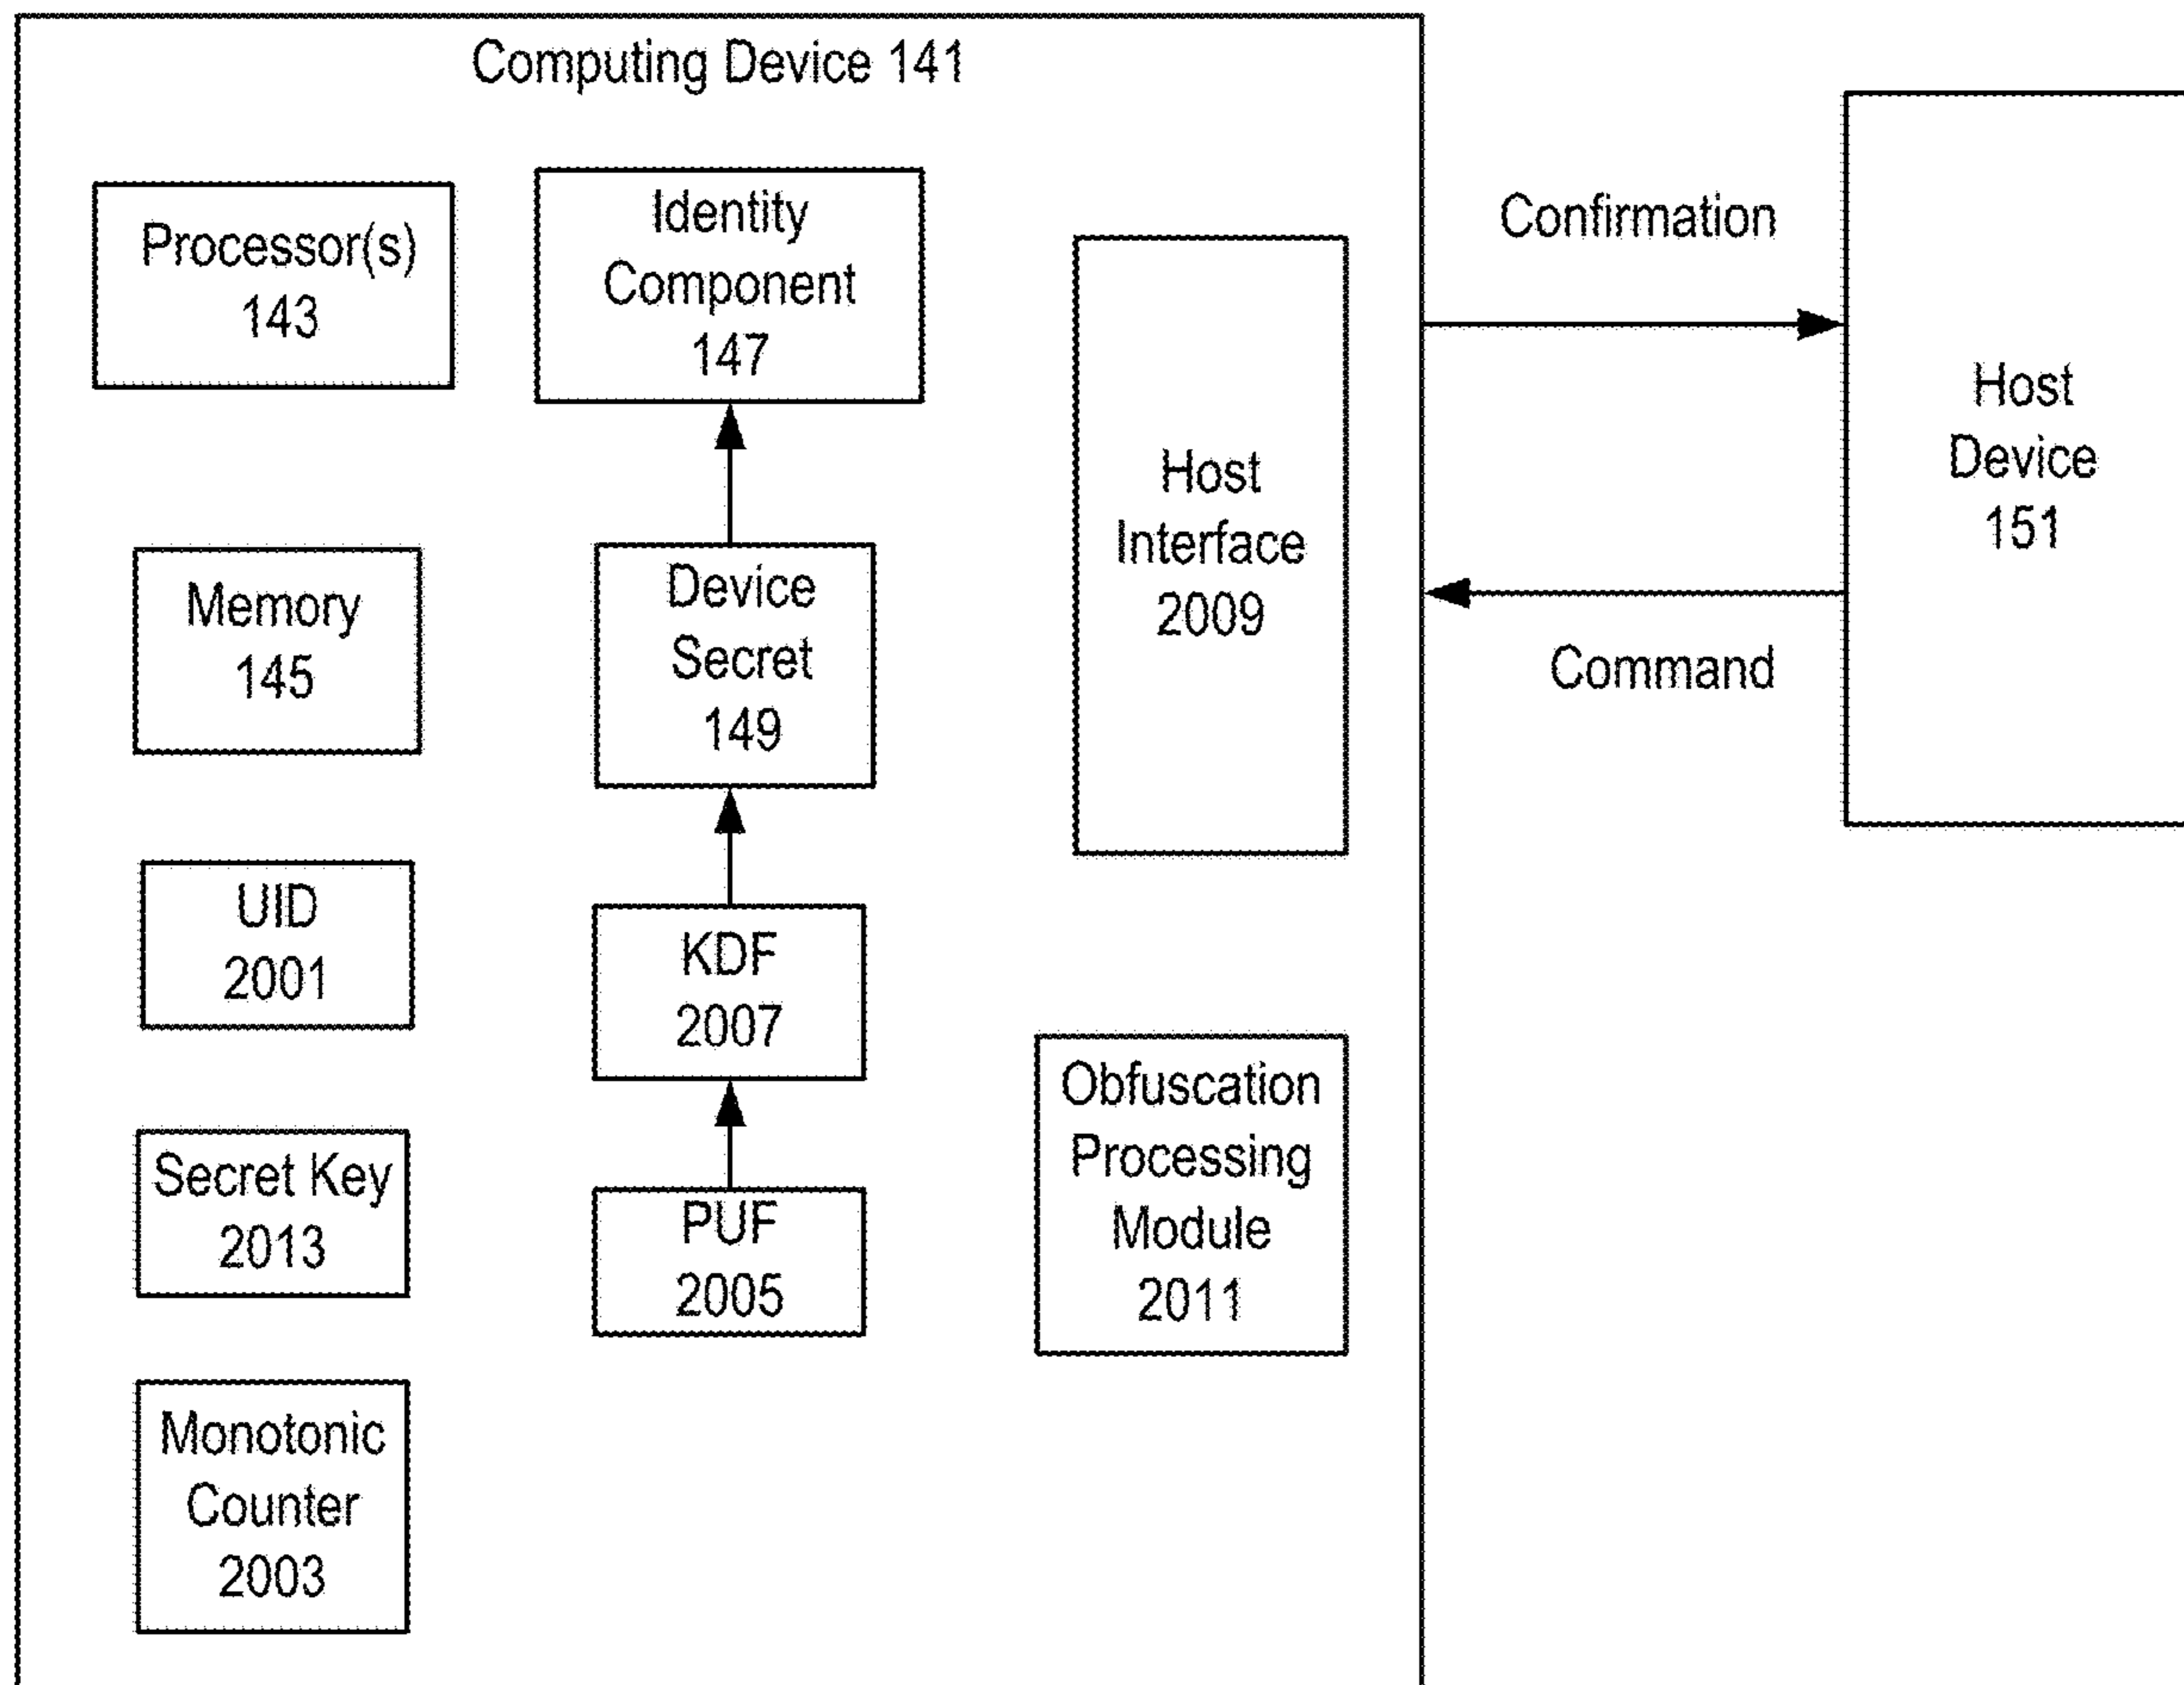 Computing Device 141
Processor(s)
143
Identity
Component
147
Memory
145
Device
Secret
149
UID
2001
KDF
2007
Secret Key
2013
PUF
2005
Monotonic
Counter
2003
Host
Interface
2009
Obfuscation
Processing
Module
2011
Confirmation
Command
Host
Device
151